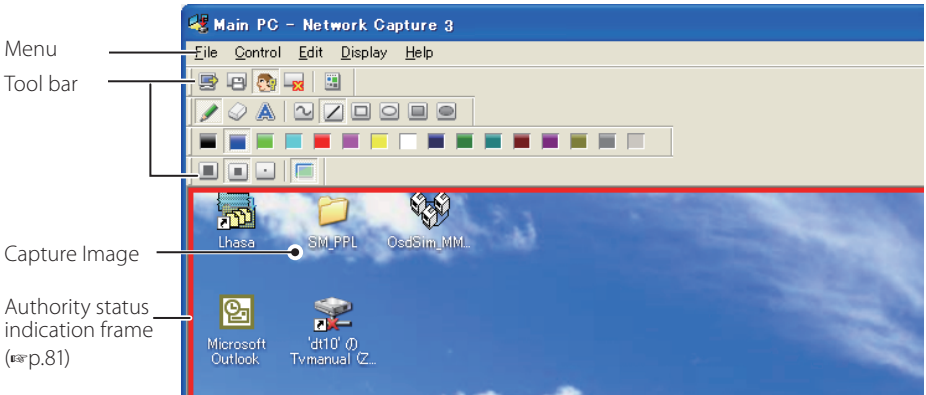 Main PC - Network Capture 3
Menu
File Control Edit Display Help
Tool bar
A
Lhasa SM_PPL OsdSim_MM...
Capture Image
Authority status
indication frame
(☞p.81)
Microsoft
Outlook
'dt10' の
Tvmanual (Z...